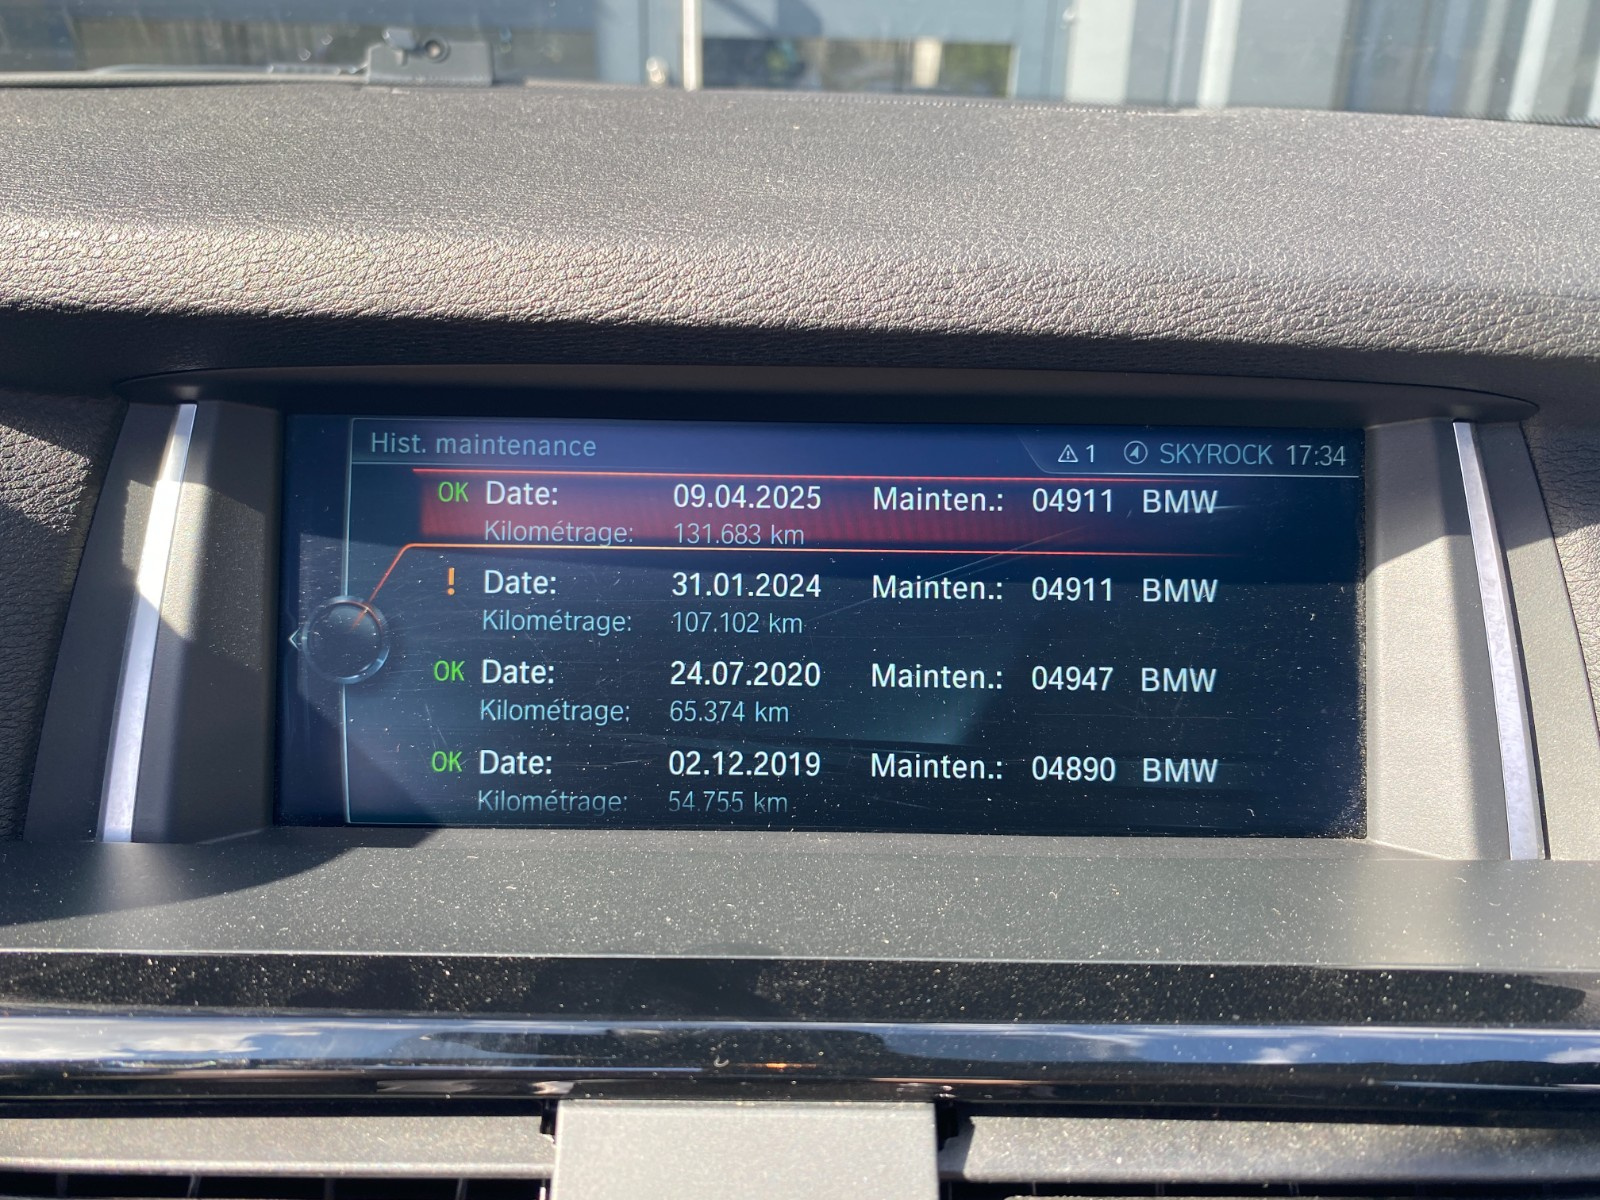 Hist. maintenance 1 SKYROCK 17:34
OK Date: 09.04.2025 Mainten.: 04911 BMW
Kilométrage: 131.683 km
! Date: 31.01.2024 Mainten.: 04911 BMW
Kilométrage: 107.102 km
OK Date: 24.07.2020 Mainten.: 04947 BMW
Kilométrage: 65.374 km
OK Date: 02.12.2019 Mainten.: 04890 BMW
Kilométrage: 54.755 km